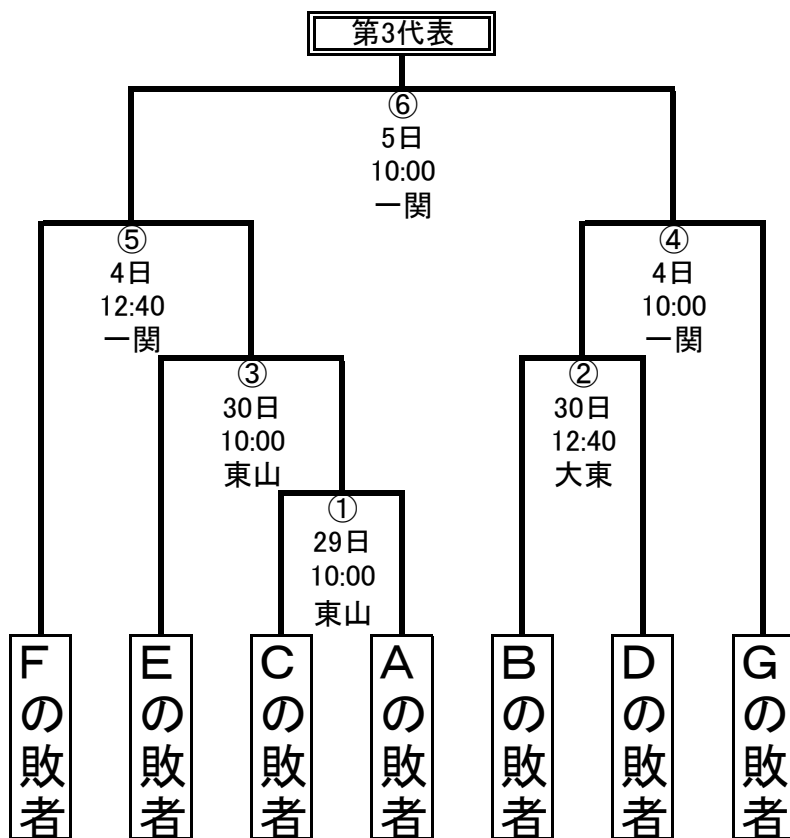 第3代表
⑥
5日
10:00
一関
⑤
4日
12:40
一関
④
4日
10:00
一関
③
30日
10:00
東山
②
30日
12:40
大東
①
29日
10:00
東山
Fの敗者
Eの敗者
Cの敗者
Aの敗者
Bの敗者
Dの敗者
Gの敗者